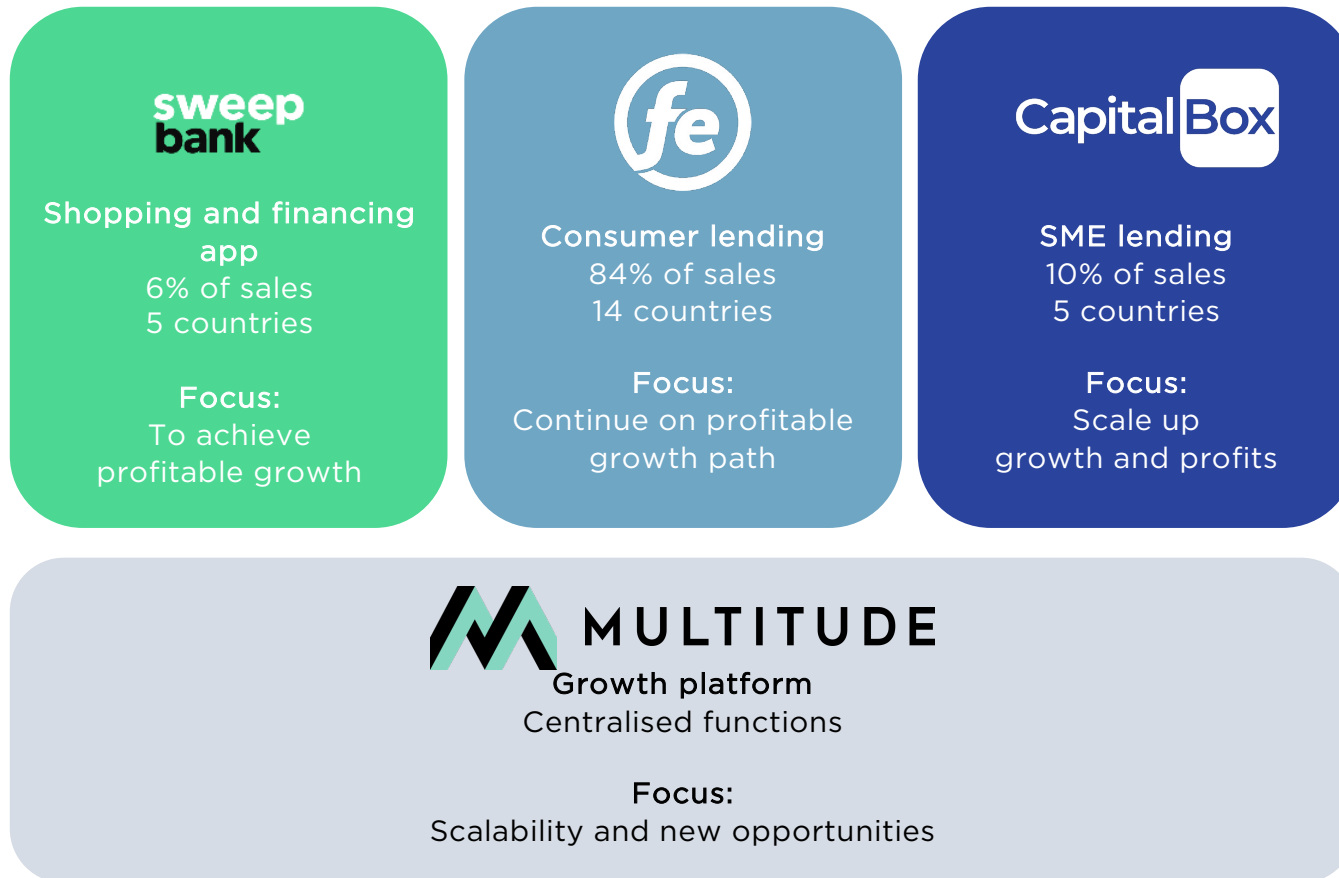 sweep
bank
Shopping and financing
app
6% of sales
5 countries
Focus:
To achieve
profitable growth
fe
Consumer lending
84% of sales
14 countries
Focus:
Continue on profitable
growth path
Capital Box
SME lending
10% of sales
5 countries
Focus:
Scale up
growth and profits
MULTITUDE
Growth platform
Centralised functions
Focus:
Scalability and new opportunities